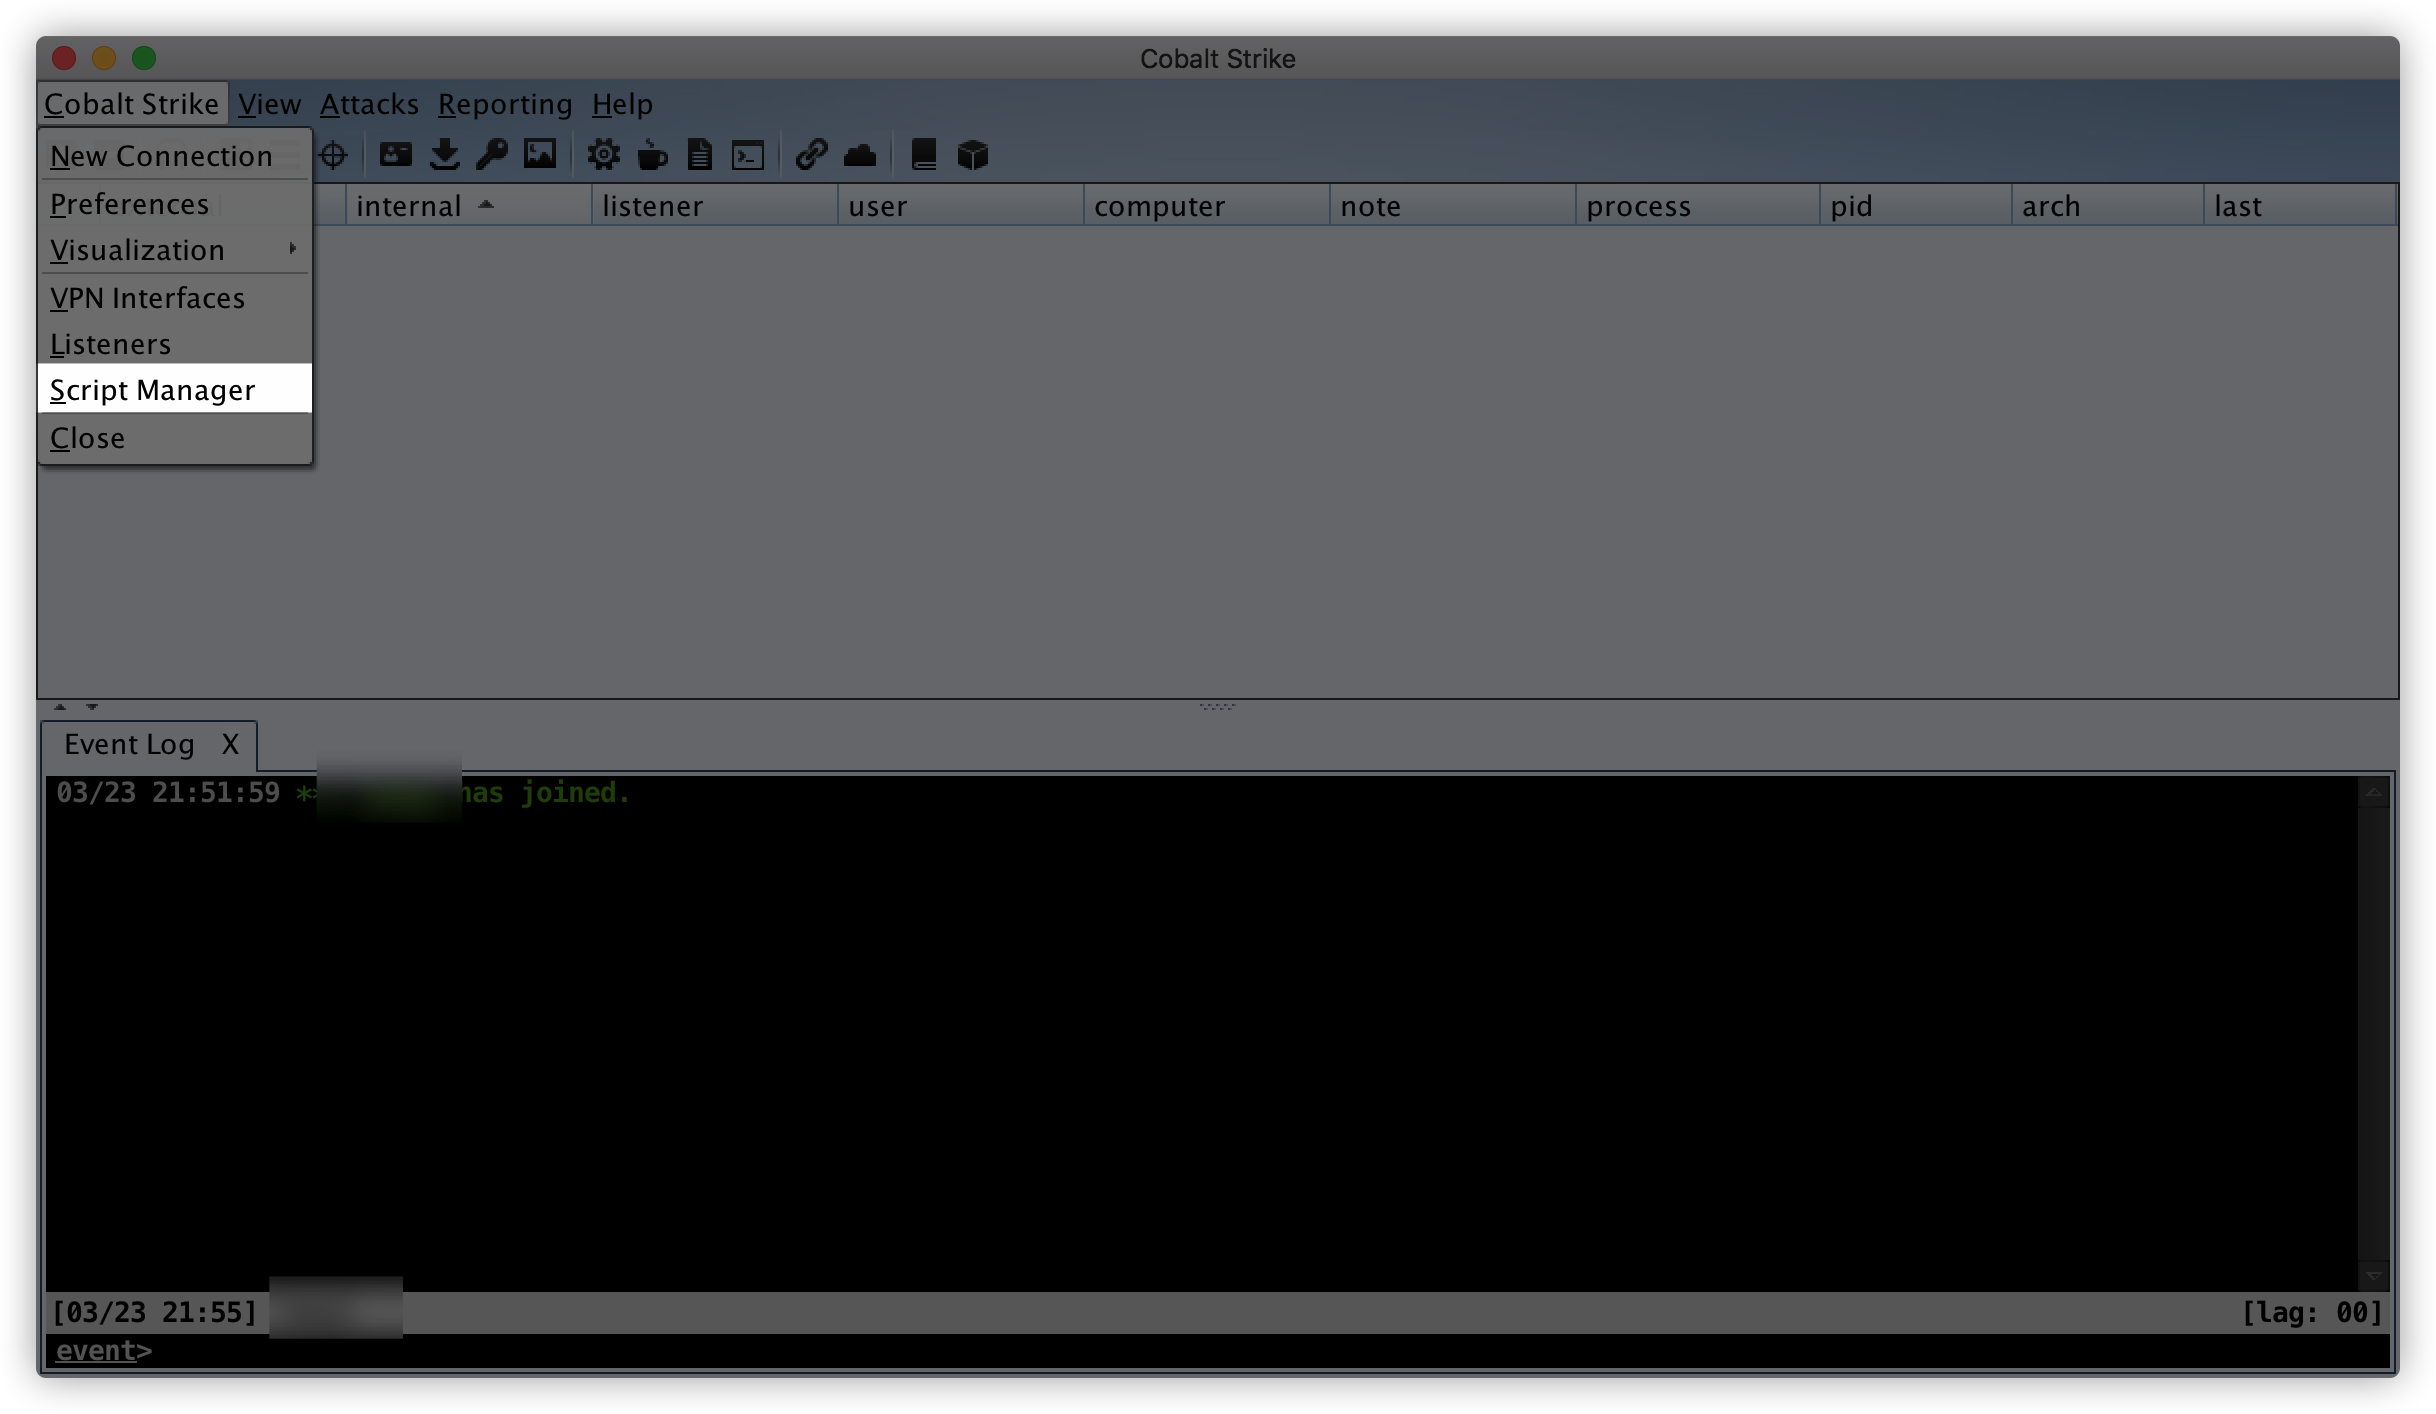 Cobalt Strike
Cobalt Strike View Attacks Reporting Help
New Connection
Preferences
Visualization
VPN Interfaces
Listeners
Script Manager
Close
internal listener user computer note process pid arch last
Event Log X
03/23 21:51:59 has joined.
[03/23 21:55] [lag: 00]
event>